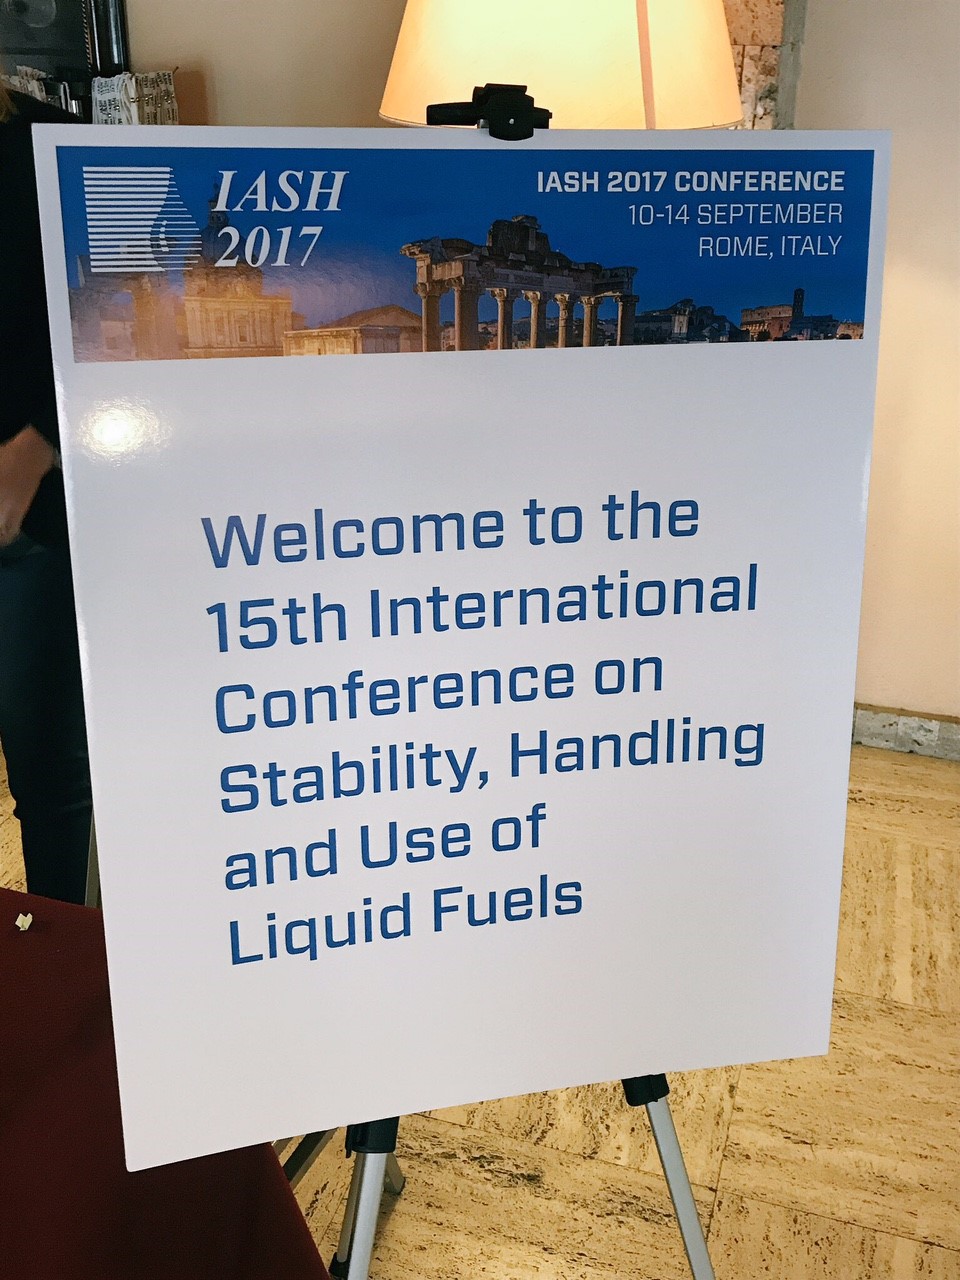 IASH
2017
IASH 2017 CONFERENCE
10-14 SEPTEMBER
ROME, ITALY
Welcome to the
15th International
Conference on
Stability, Handling
and Use of
Liquid Fuels